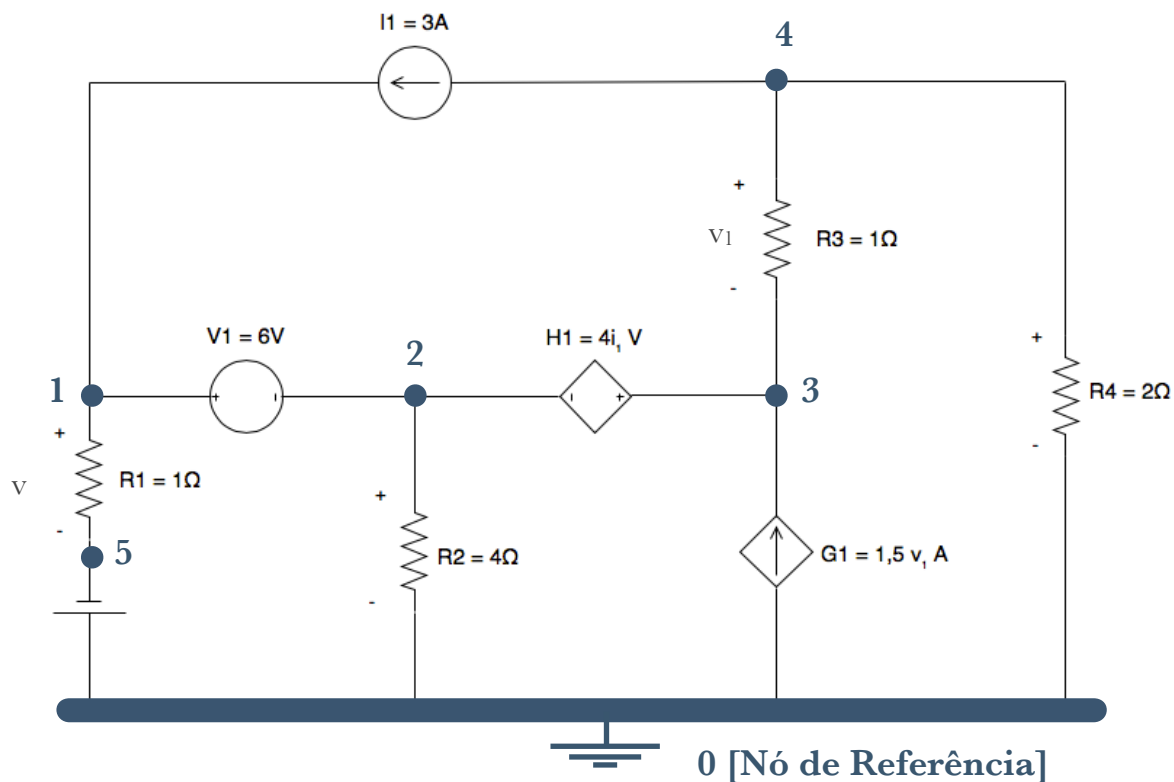 I1 = 3A
4
+
v1
R3 = 1Ω
-
V1 = 6V
2
H1 = 4i1 V
+
1
+ -
- +
3
R4 = 2Ω
+
R1 = 1Ω
v
-
+
-
5
R2 = 4Ω
G1 = 1,5 v1 A
-
0 [Nó de Referência]